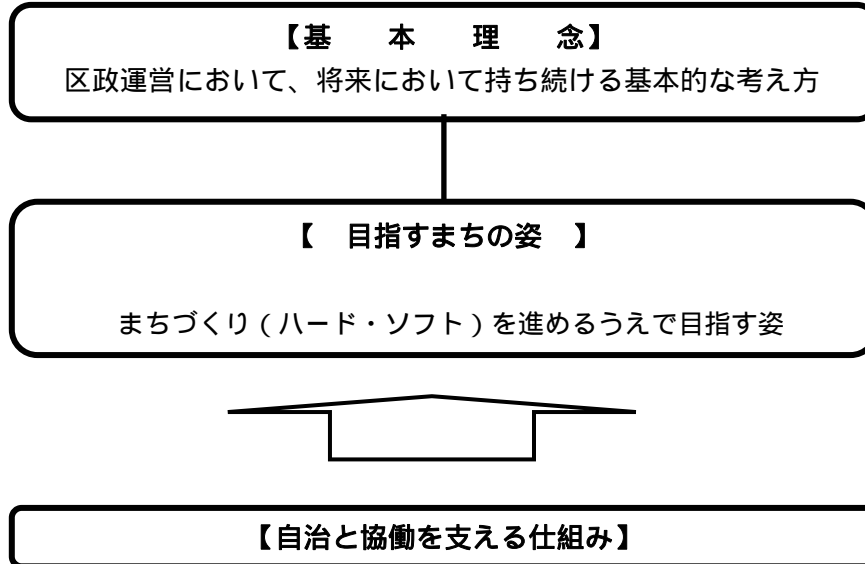 【基　本　理　念】
区政運営において、将来において持ち続ける基本的な考え方
【　目指すまちの姿　】
まちづくり（ハード・ソフト）を進めるうえで目指す姿
【自治と協働を支える仕組み】